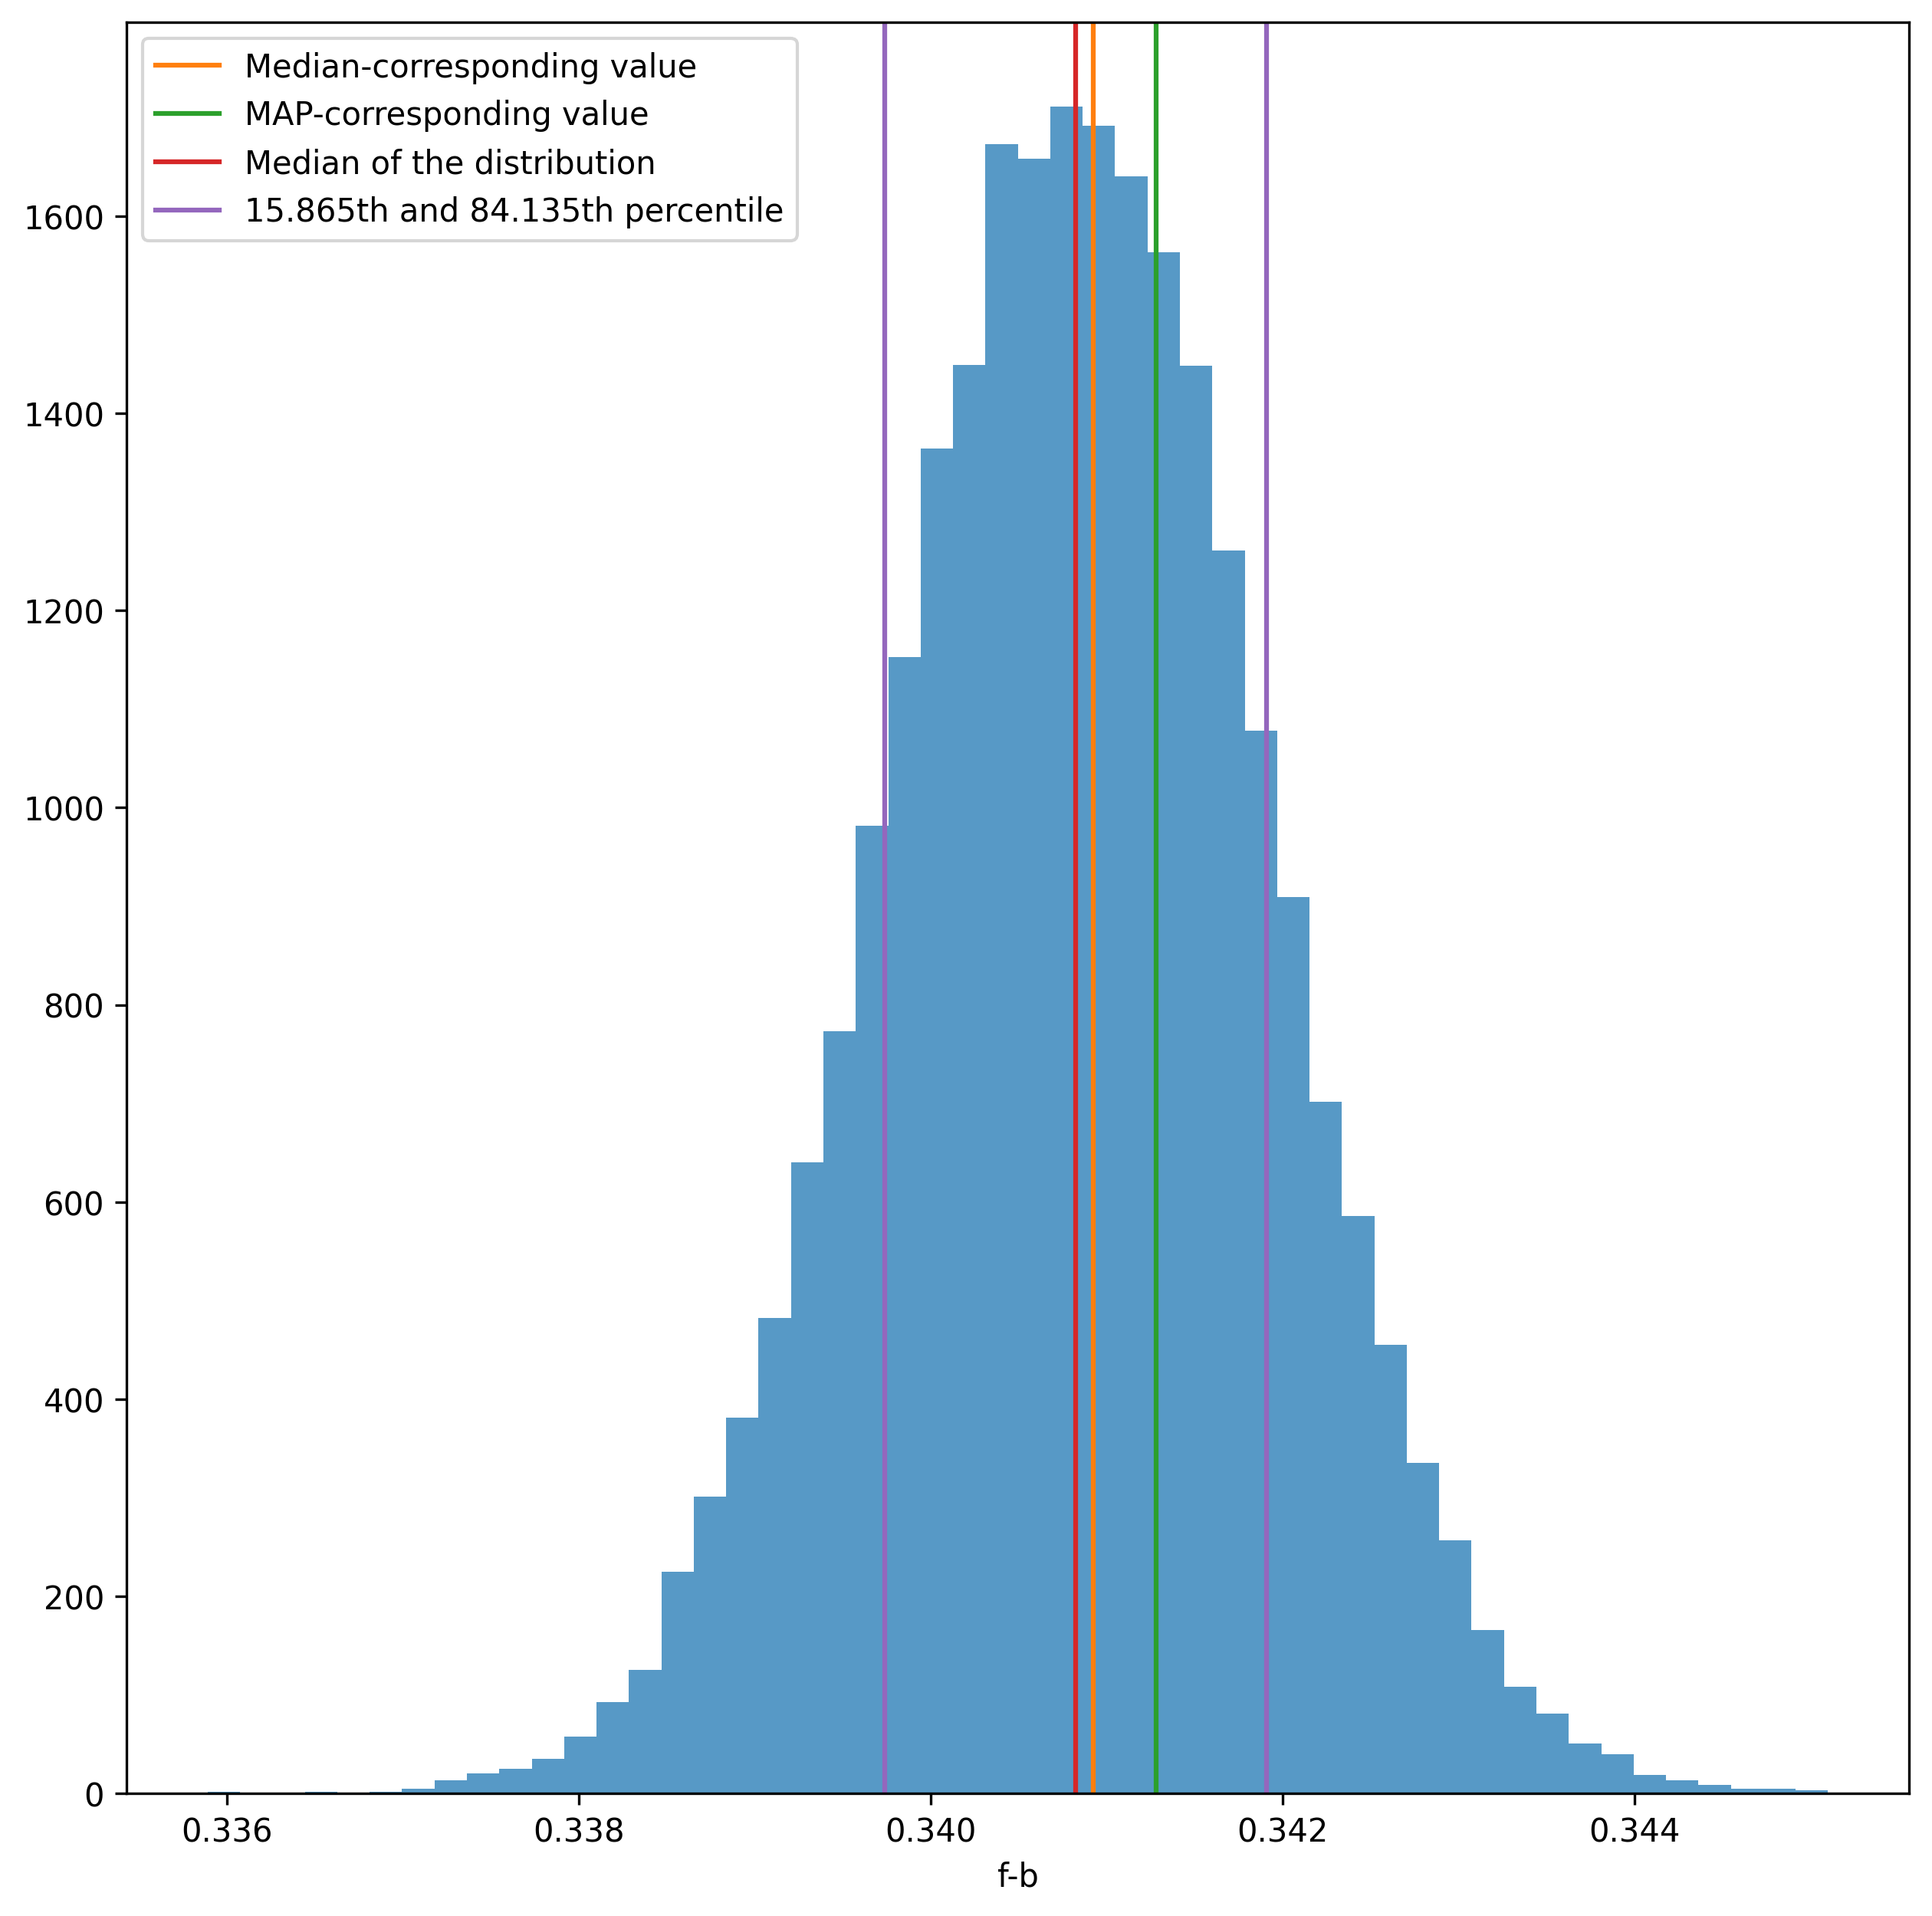 Median-corresponding value
MAP-corresponding value
Median of the distribution
15.865th and 84.135th percentile
1600
1400
1200
1000
800
600
400
200
0
0.336 0.338 0.340 0.342 0.344
f-b